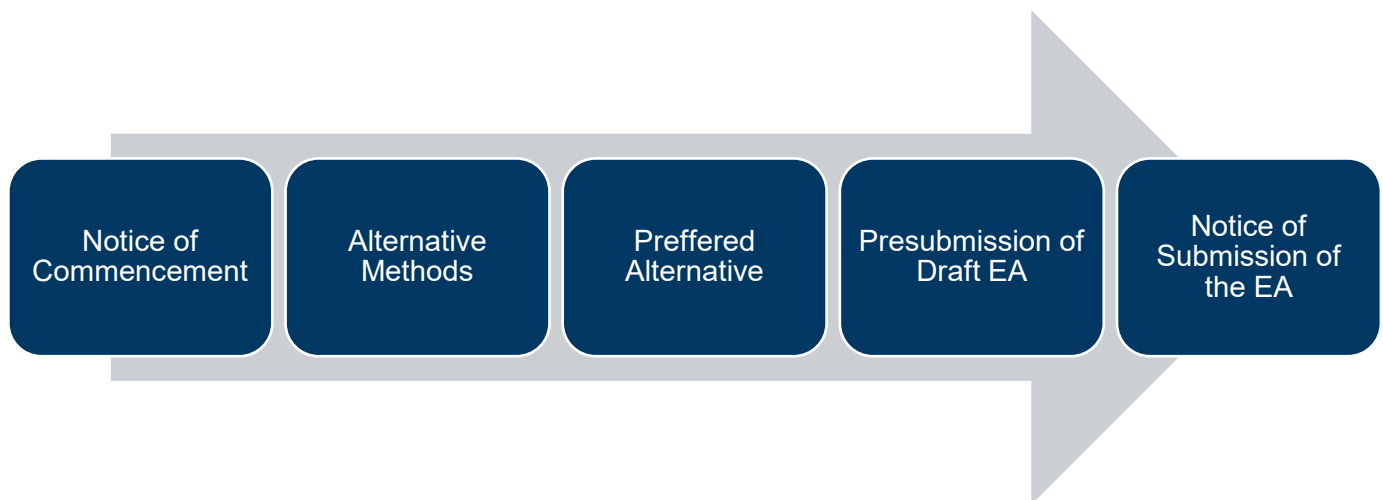 Notice of
Commencement
Alternative
Methods
Preffered
Alternative
Presubmission of
Draft EA
Notice of
Submission of
the EA